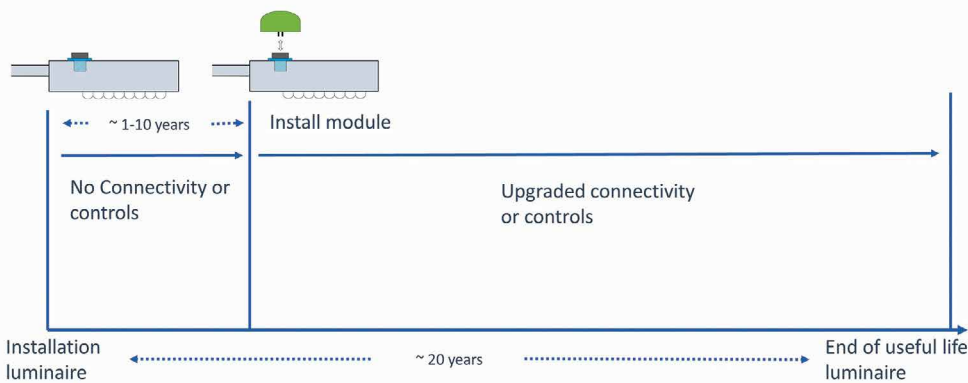 ~ 1-10 years
Install module
No Connectivity or
controls
Upgraded connectivity
or controls
Installation
luminaire
~ 20 years
End of useful life
luminaire